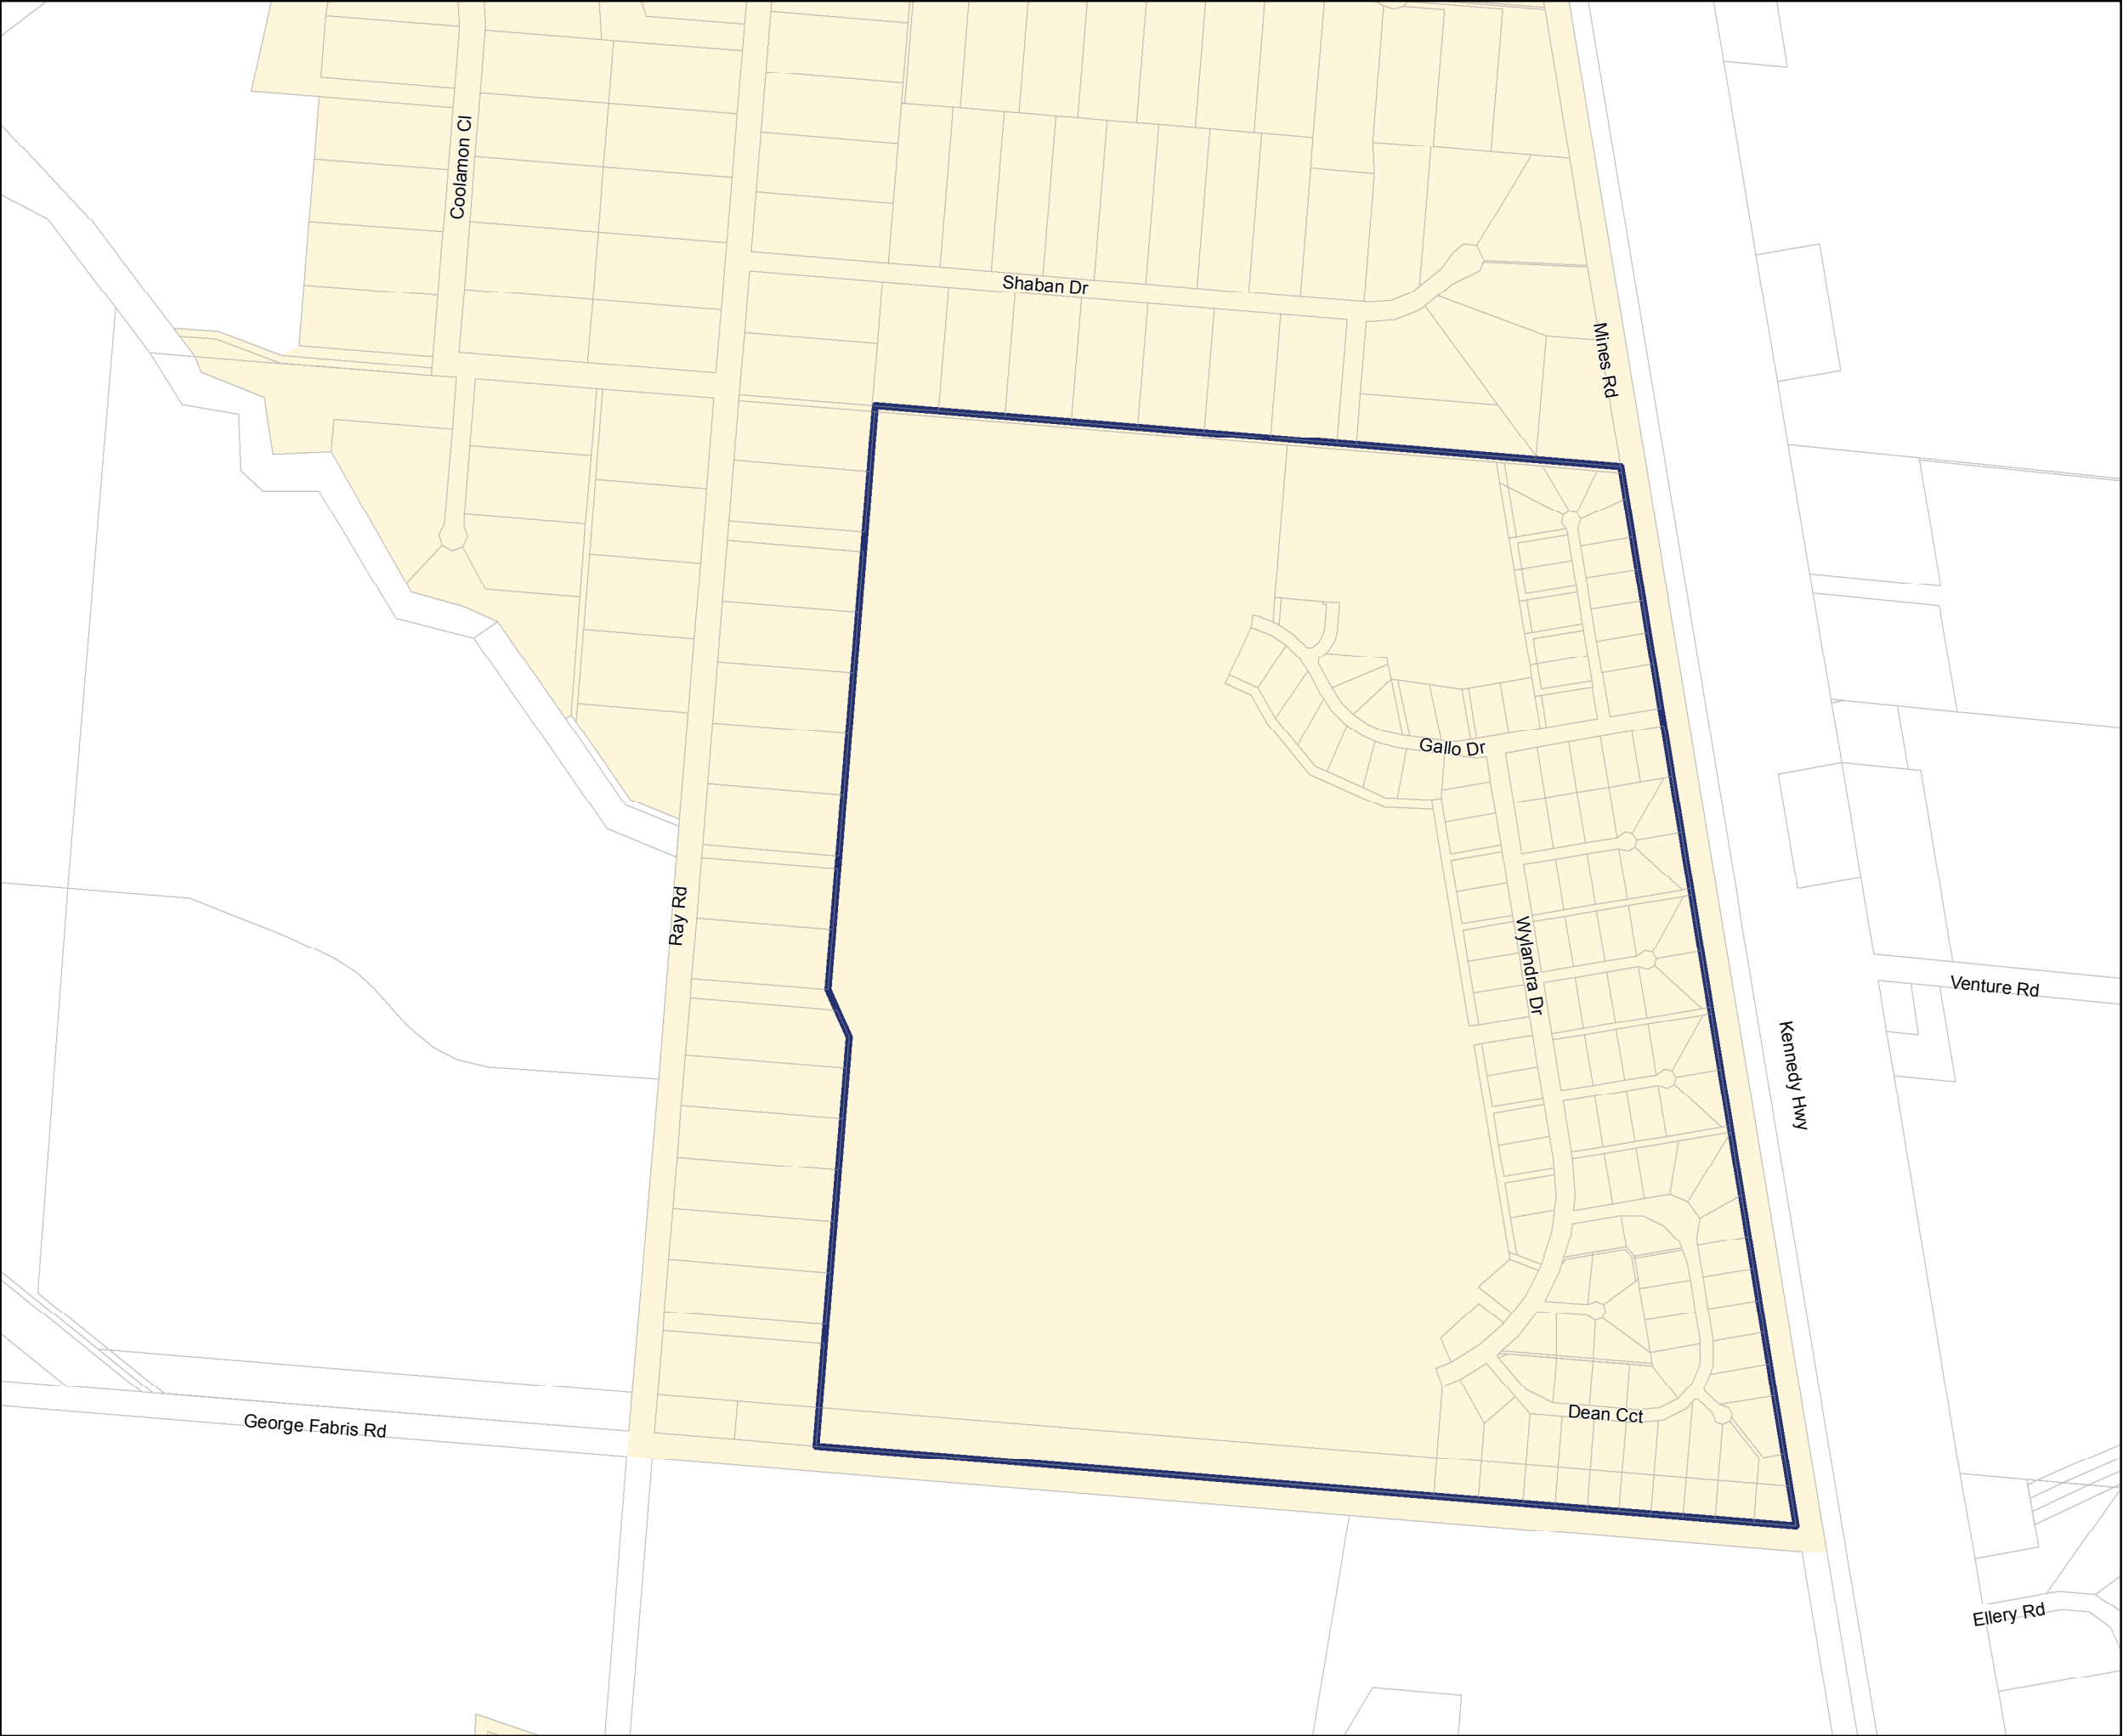 Coolamon Cl
Shaban Dr
Mines Rd
Gallo Dr
Ray Rd
Wylandra Dr
Venture Rd
Kennedy Hwy
Dean Cct
George Fabris Rd
Ellery Rd